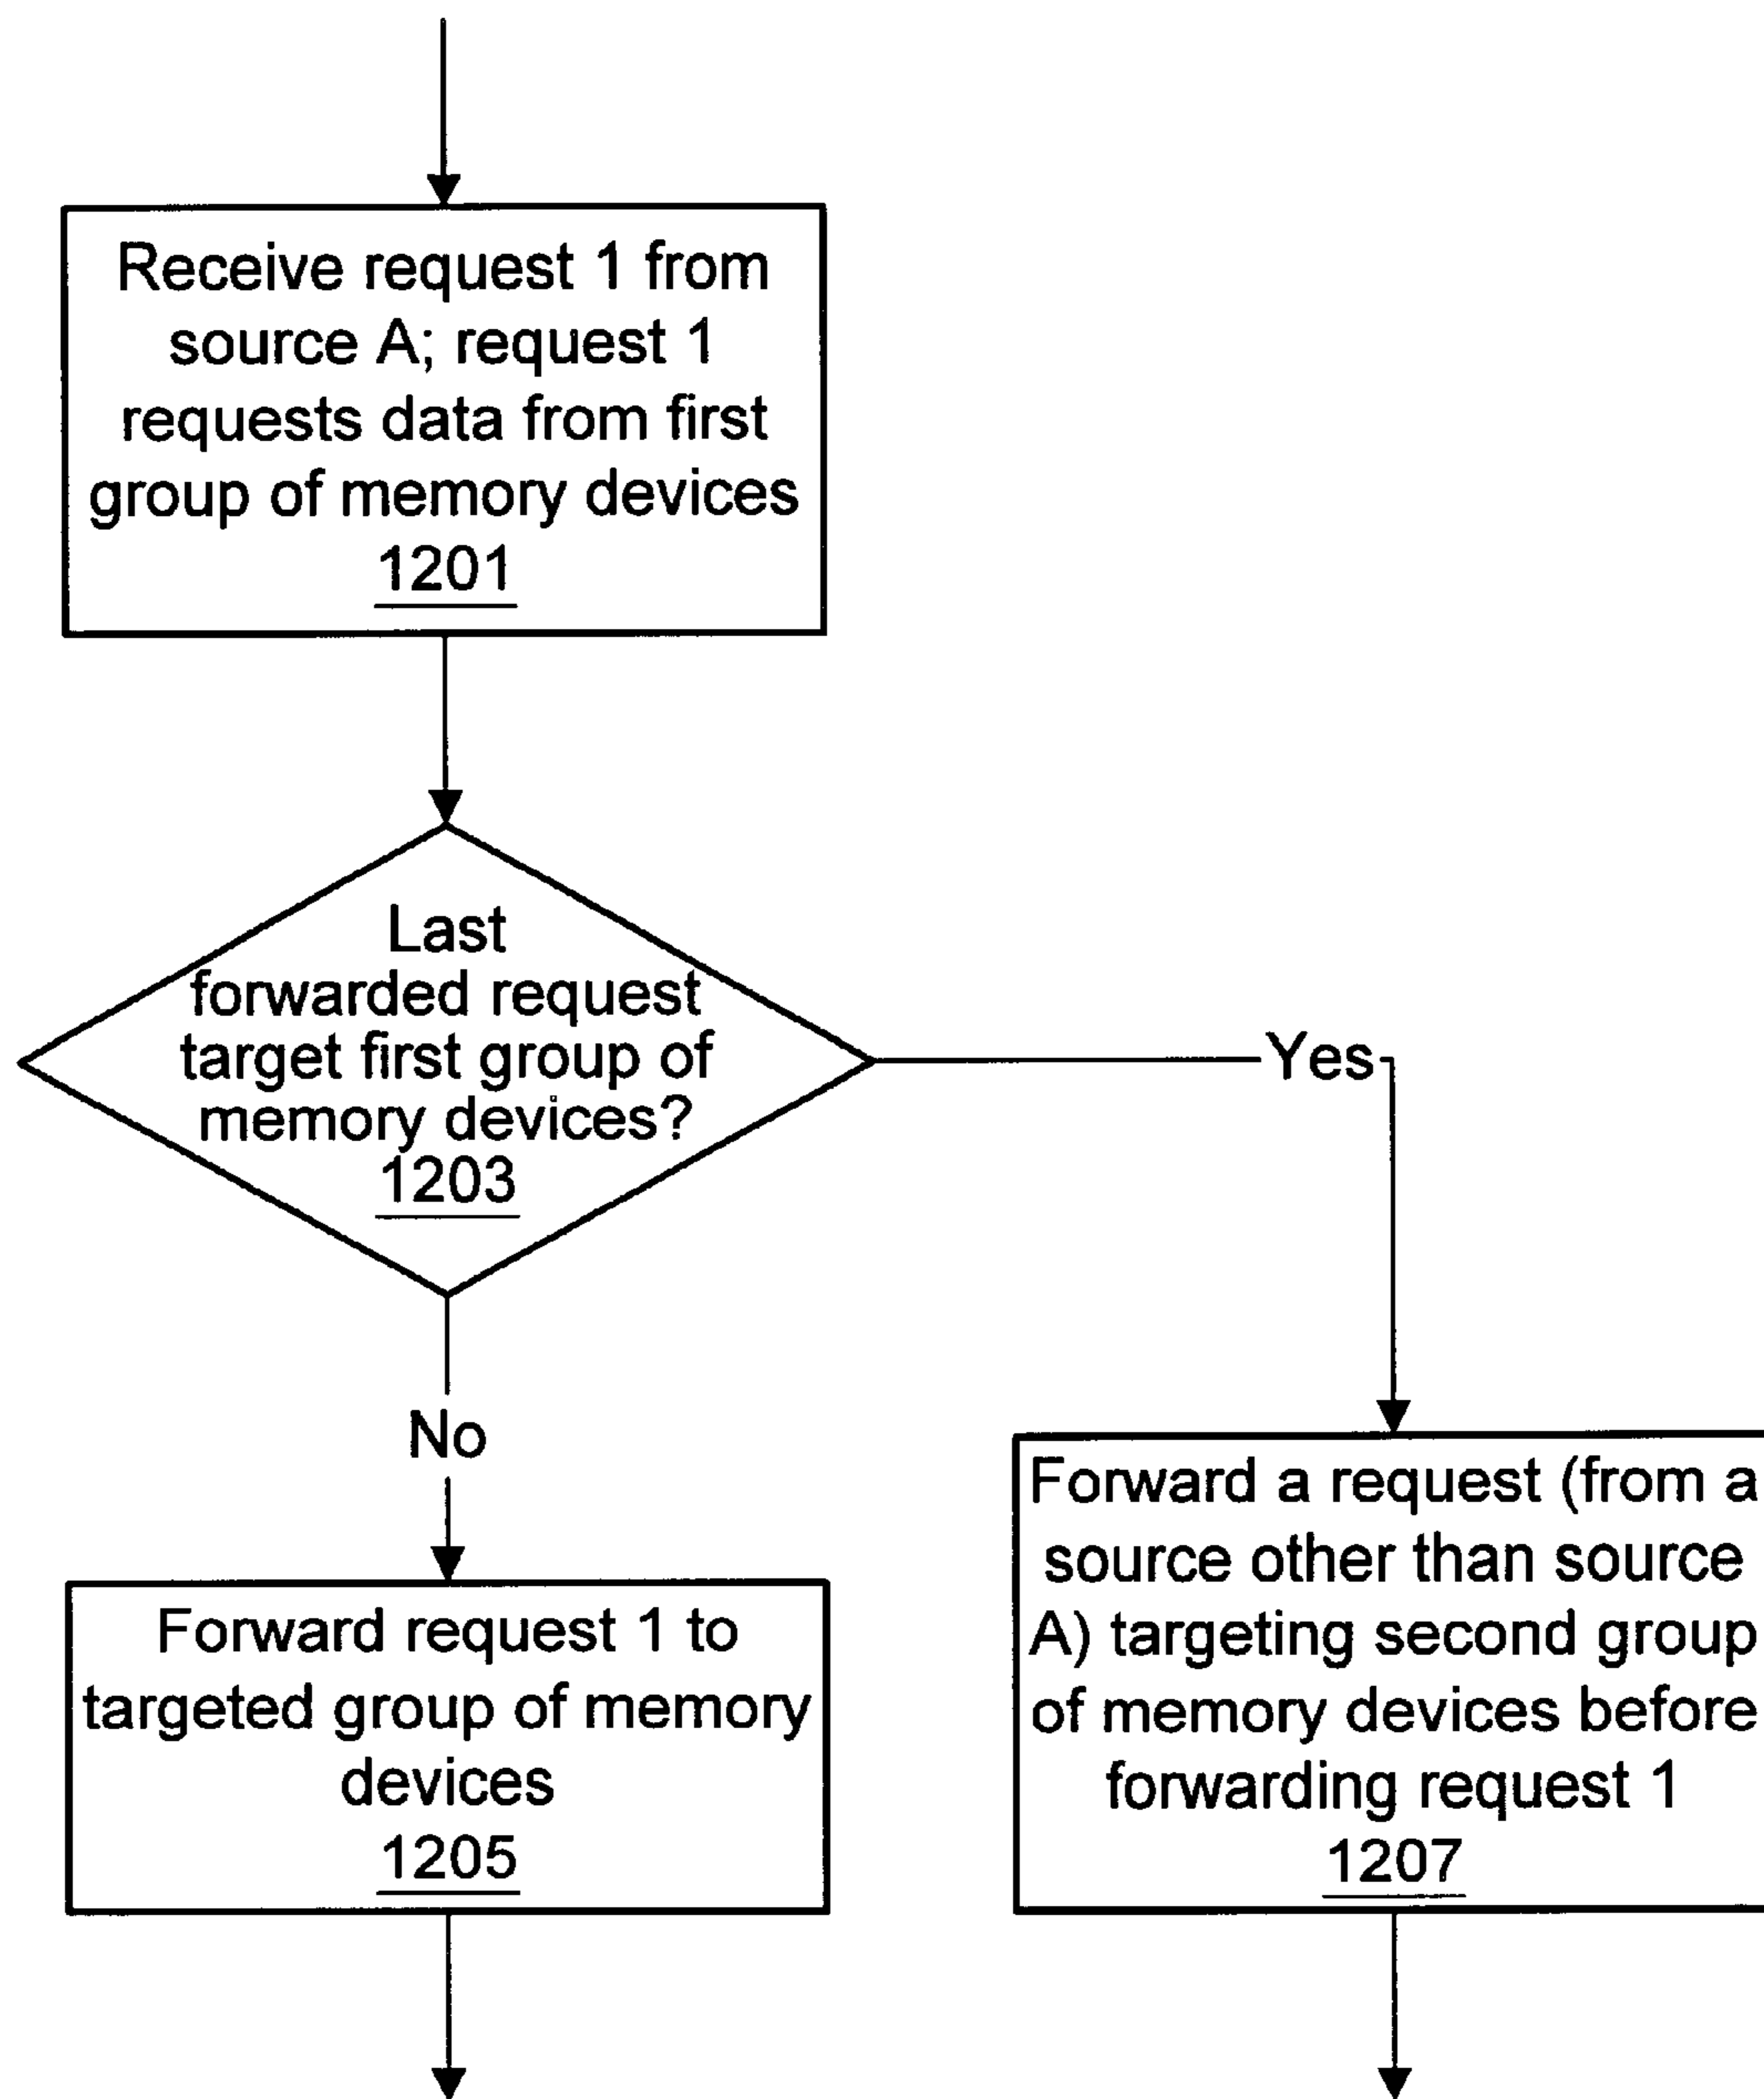 Receive request 1 from
source A; request 1
requests data from first
group of memory devices
1201
Last
forwarded request
target first group of
memory devices?
1203
Yes
No
Forward request 1 to
targeted group of memory
devices
1205
Forward a request (from a
source other than source
A) targeting second group
of memory devices before
forwarding request 1
1207